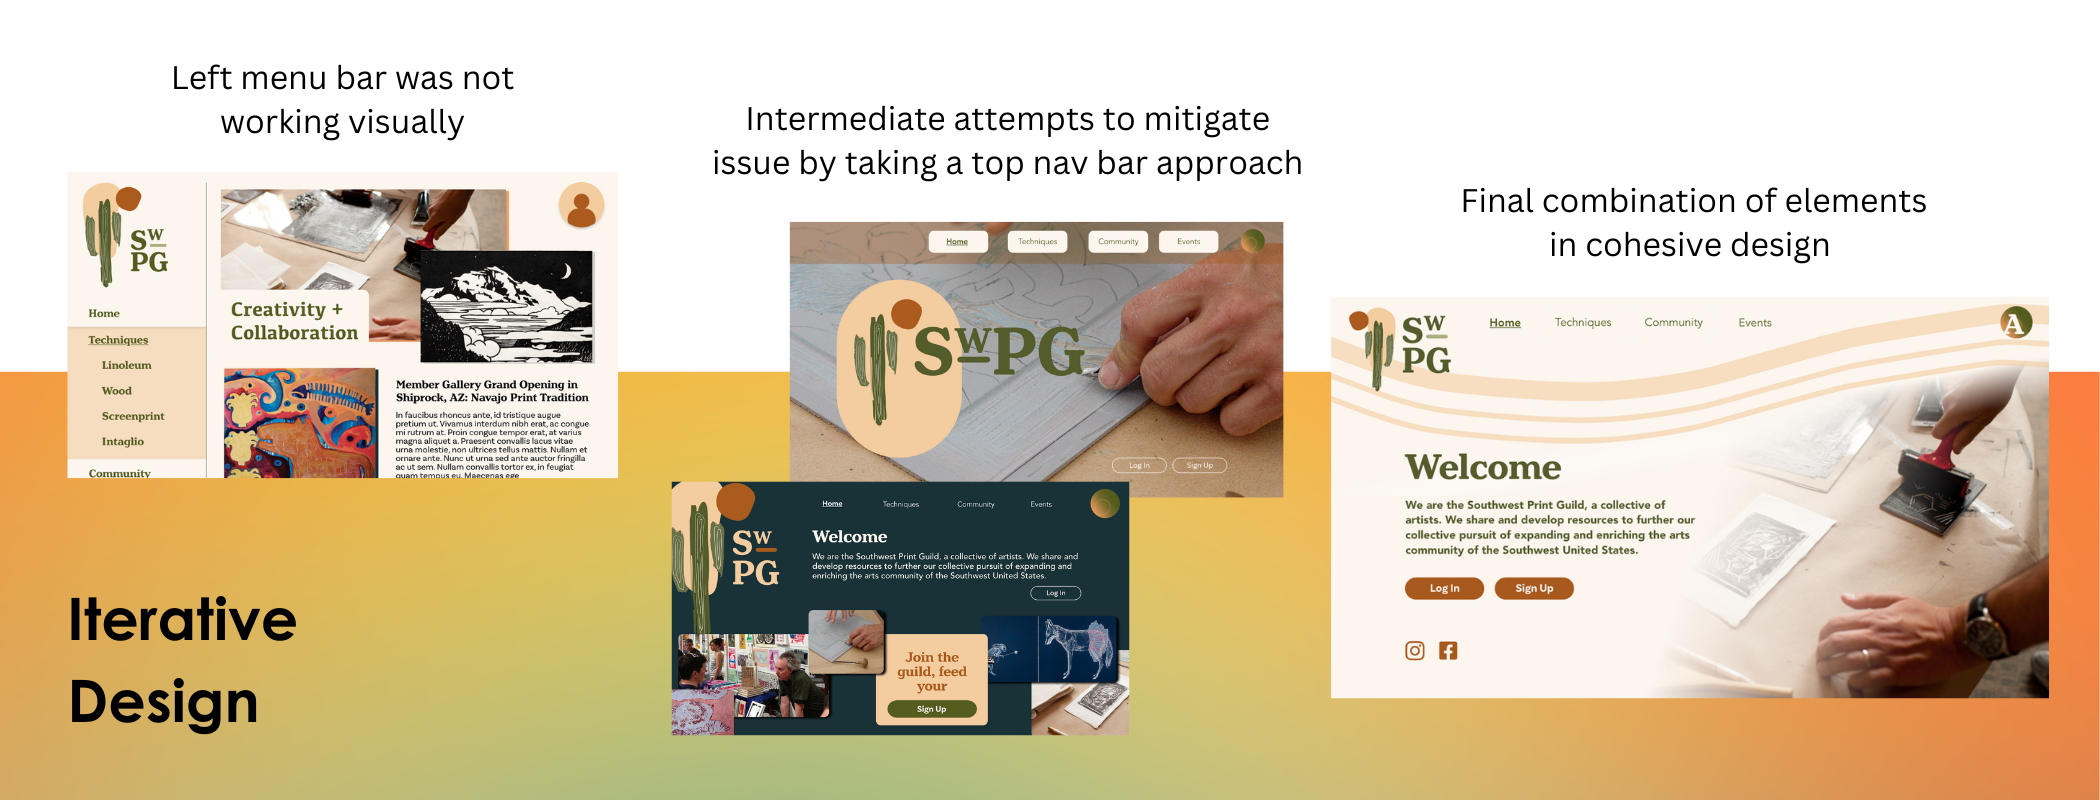 Left menu bar was not
working visually
Intermediate attempts to mitigate
issue by taking a top nav bar approach
Final combination of elements
in cohesive design
SW
PG
Home
Techniques
Linoleum
Wood
Screenprint
Intaglio
Community
Creativity +
Collaboration
Member Gallery Grand Opening in
Shiprock, AZ: Navajo Print Tradition
In faucibus rhoncus ante, id tristique augue
pretium ut. Vivamus interdum nibh erat, ac congue
mi rutrum at. Proin congue tempor erat, at varius
magna aliquet a. Praesent convallis lacus vitae
urna molestie, non ultrices tellus mattis. Nullam et
ornare ante. Nunc ut urna sed ante auctor fringilla
ac ut sem. Nullam convallis tortor ex, in feugiat
quam tempus eu. Maecenas ege
Home Techniques Community Events
SWPG
Log In Sign Up
SW
PG
Home Techniques Community Events
Welcome
We are the Southwest Print Guild, a collective of artists. We share and
develop resources to further our collective pursuit of expanding and
enriching the arts community of the Southwest United States.
Log In
Join the
guild, feed
your
Sign Up
SW
PG
Home Techniques Community Events
A
Welcome
We are the Southwest Print Guild, a collective of
artists. We share and develop resources to further our
collective pursuit of expanding and enriching the arts
community of the Southwest United States.
Log In Sign Up
Iterative
Design